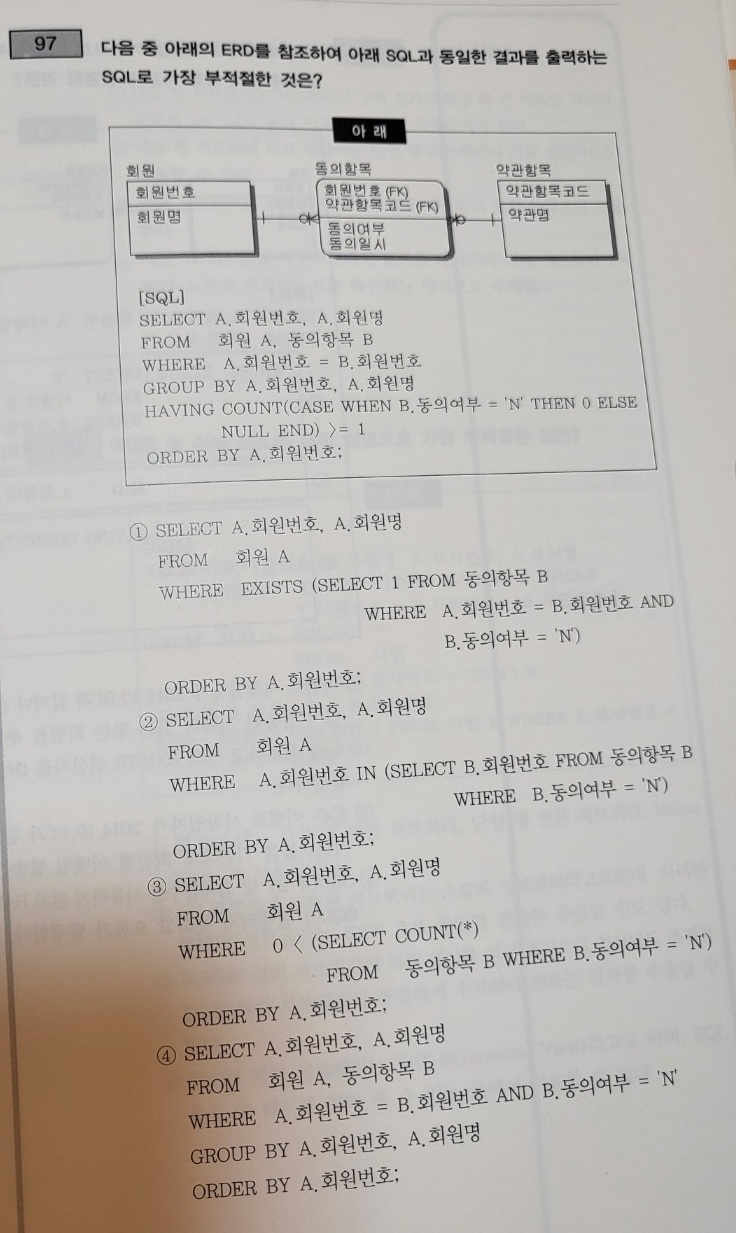 97
다음 중 아래의 ERD를 참조하여 아래 SQL과 동일한 결과를 출력하는
SQL로 가장 부적절한 것은?
아 래
회원
동의항목
약관항목
회원번호
회원명
회원번호 (FK)
약관항목코드 (FK)
동의여부
동의일시
약관항목코드
약관명
[SQL]
SELECT A.회원번호, A.회원명
FROM 회원 A, 동의항목 B
WHERE A.회원번호 = B.회원번호
GROUP BY A.회원번호, A.회원명
HAVING COUNT(CASE WHEN B.동의여부 = 'N' THEN 0 ELSE
NULL END) >= 1
ORDER BY A.회원번호;
① SELECT A.회원번호, A.회원명
FROM 회원 A
WHERE EXISTS (SELECT 1 FROM 동의항목 B
WHERE A.회원번호 = B.회원번호 AND
B.동의여부 = 'N')
ORDER BY A.회원번호;
② SELECT A.회원번호, A.회원명
FROM 회원 A
WHERE A.회원번호 IN (SELECT B.회원번호 FROM 동의항목 B
WHERE B.동의여부 = 'N')
ORDER BY A.회원번호;
③ SELECT A.회원번호, A.회원명
FROM 회원 A
WHERE 0 < (SELECT COUNT(*)
FROM 동의항목 B WHERE B.동의여부 = 'N')
ORDER BY A.회원번호;
④ SELECT A.회원번호, A.회원명
FROM 회원 A, 동의항목 B
WHERE A.회원번호 = B.회원번호 AND B.동의여부 = 'N'
GROUP BY A.회원번호, A.회원명
ORDER BY A.회원번호;